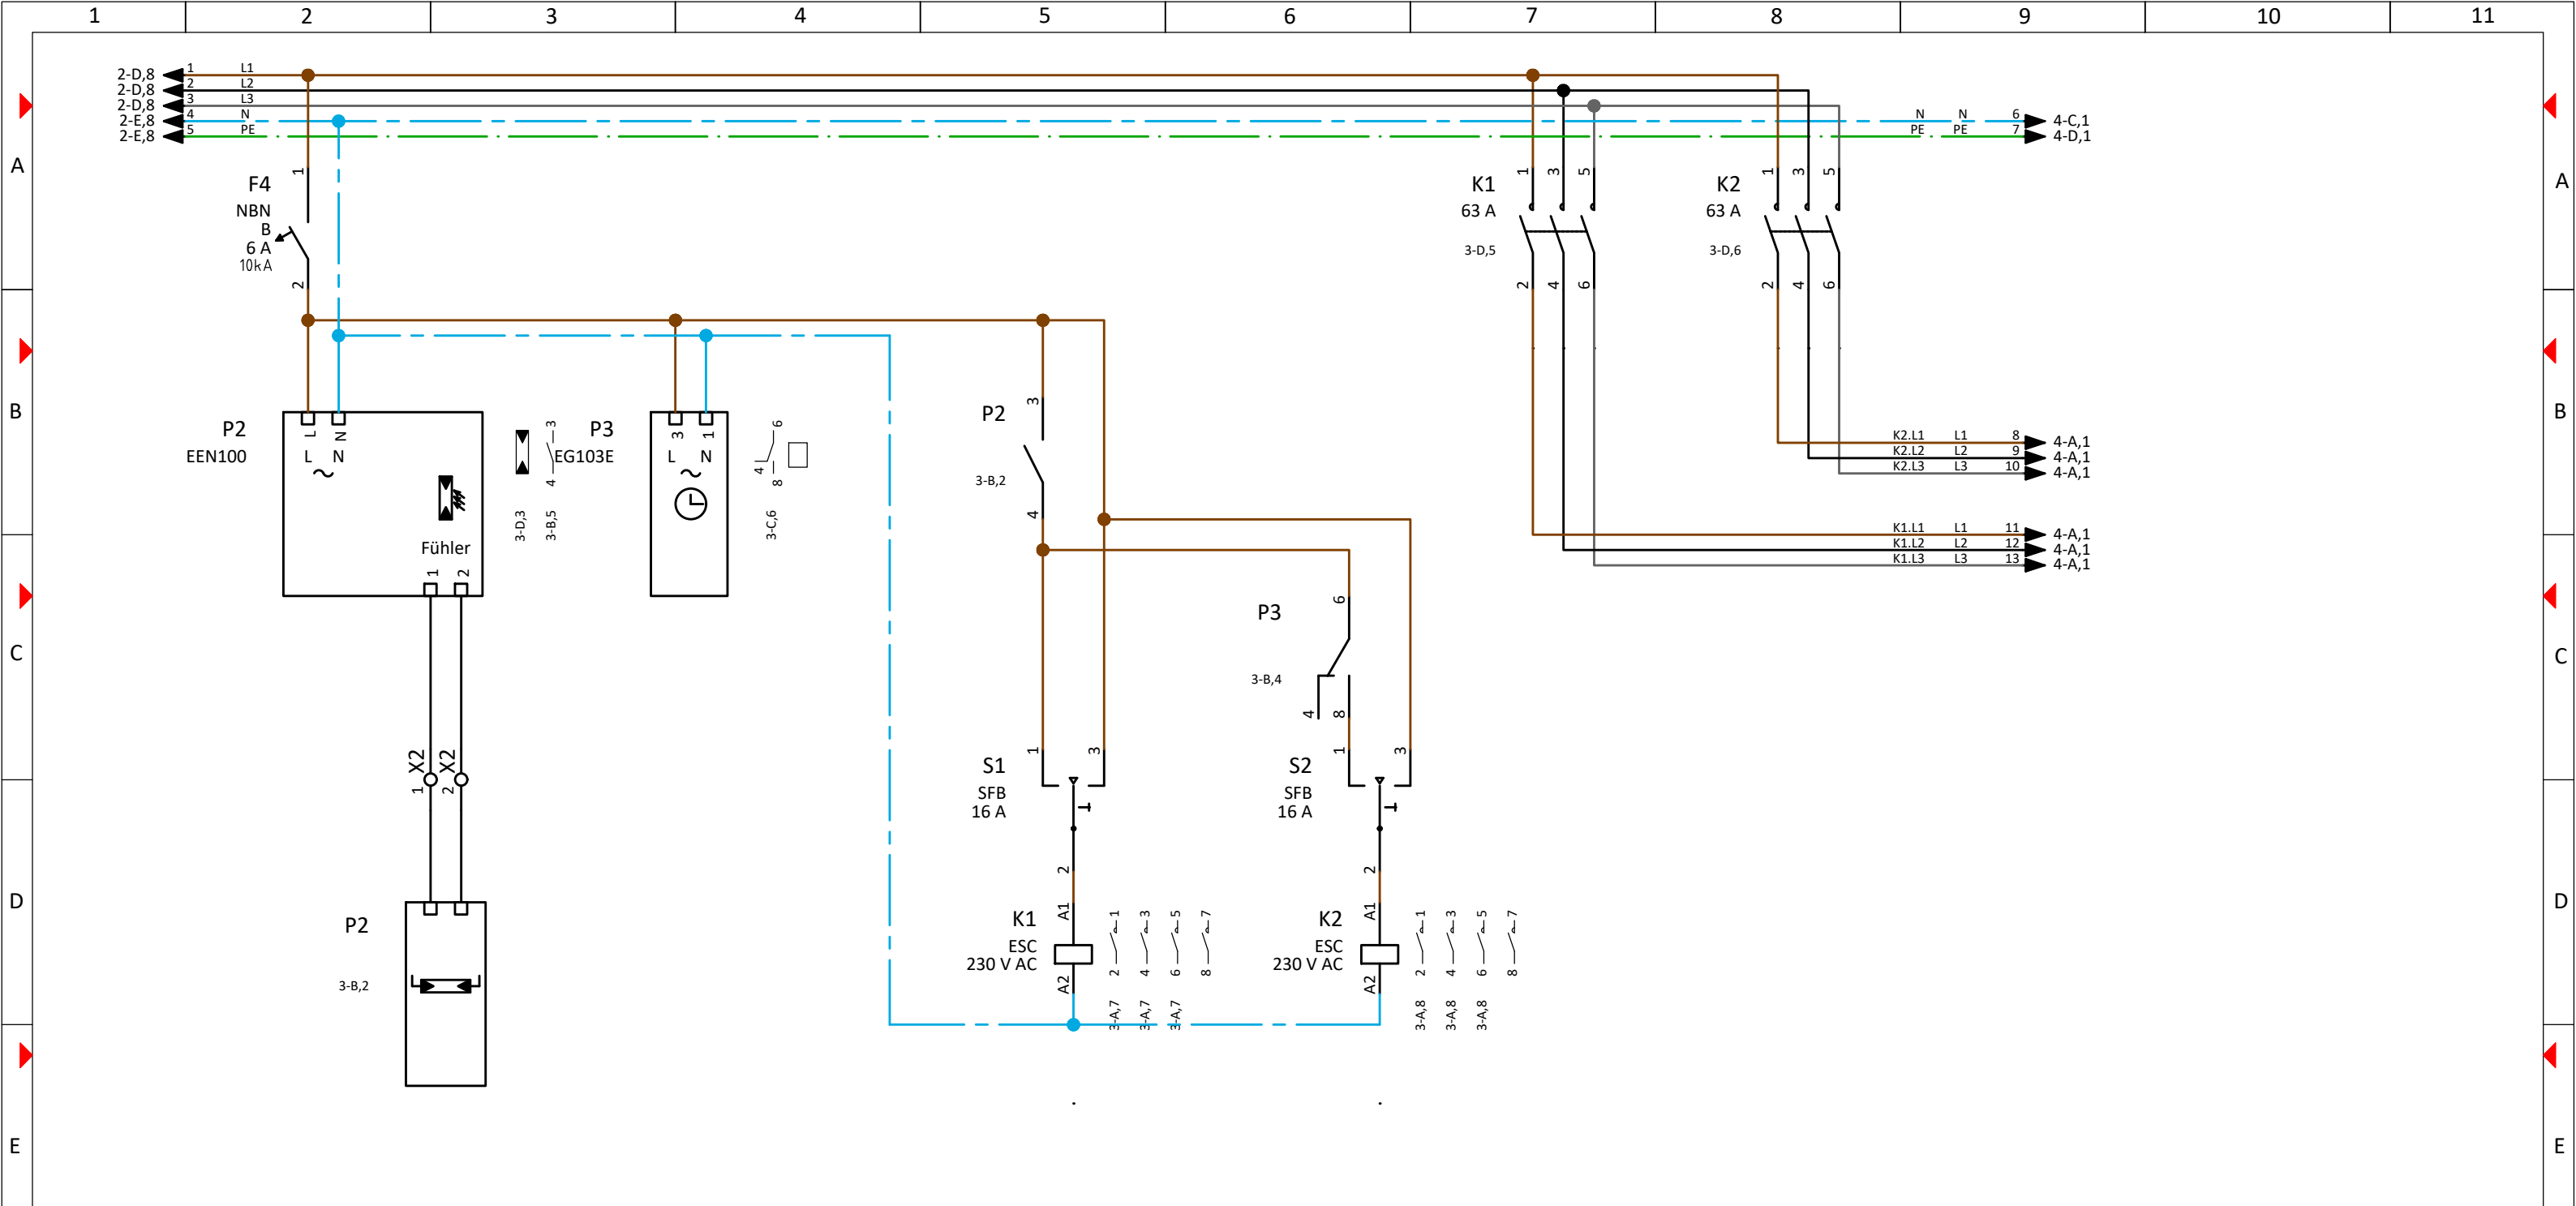 1 2 3 4 5 6 7 8 9 10 11
2-D,8 1 L1
2-D,8 2 L2
2-D,8 3 L3
2-E,8 4 N
2-E,8 5 PE
N N 6 4-C,1
PE PE 7 4-D,1
A
A
F4
NBN
B
6 A
10kA
1
2
K1
63 A
3-D,5
1 3 5
2 4 6
K2
63 A
3-D,6
1 3 5
2 4 6
B
B
P2
EEN100
L N
L N
Fühler
1 2
3
4
3-D,3
3-B,5
P3
EG103E
3 1
L N
6
4
8
3-C,6
P2
3-B,2
3
4
K2.L1 L1 8 4-A,1
K2.L2 L2 9 4-A,1
K2.L3 L3 10 4-A,1
K1.L1 L1 11 4-A,1
K1.L2 L2 12 4-A,1
K1.L3 L3 13 4-A,1
C
C
P3
3-B,4
6
4 8
X2 X2
1 2
S1
SFB
16 A
1 3
2
S2
SFB
16 A
1 3
2
D
D
P2
3-B,2
K1
ESC
230 V AC
A1
A2
1 3 5 7
2 4 6 8
3-A,7 3-A,7 3-A,7
K2
ESC
230 V AC
A1
A2
1 3 5 7
2 4 6 8
3-A,8 3-A,8 3-A,8
E
E